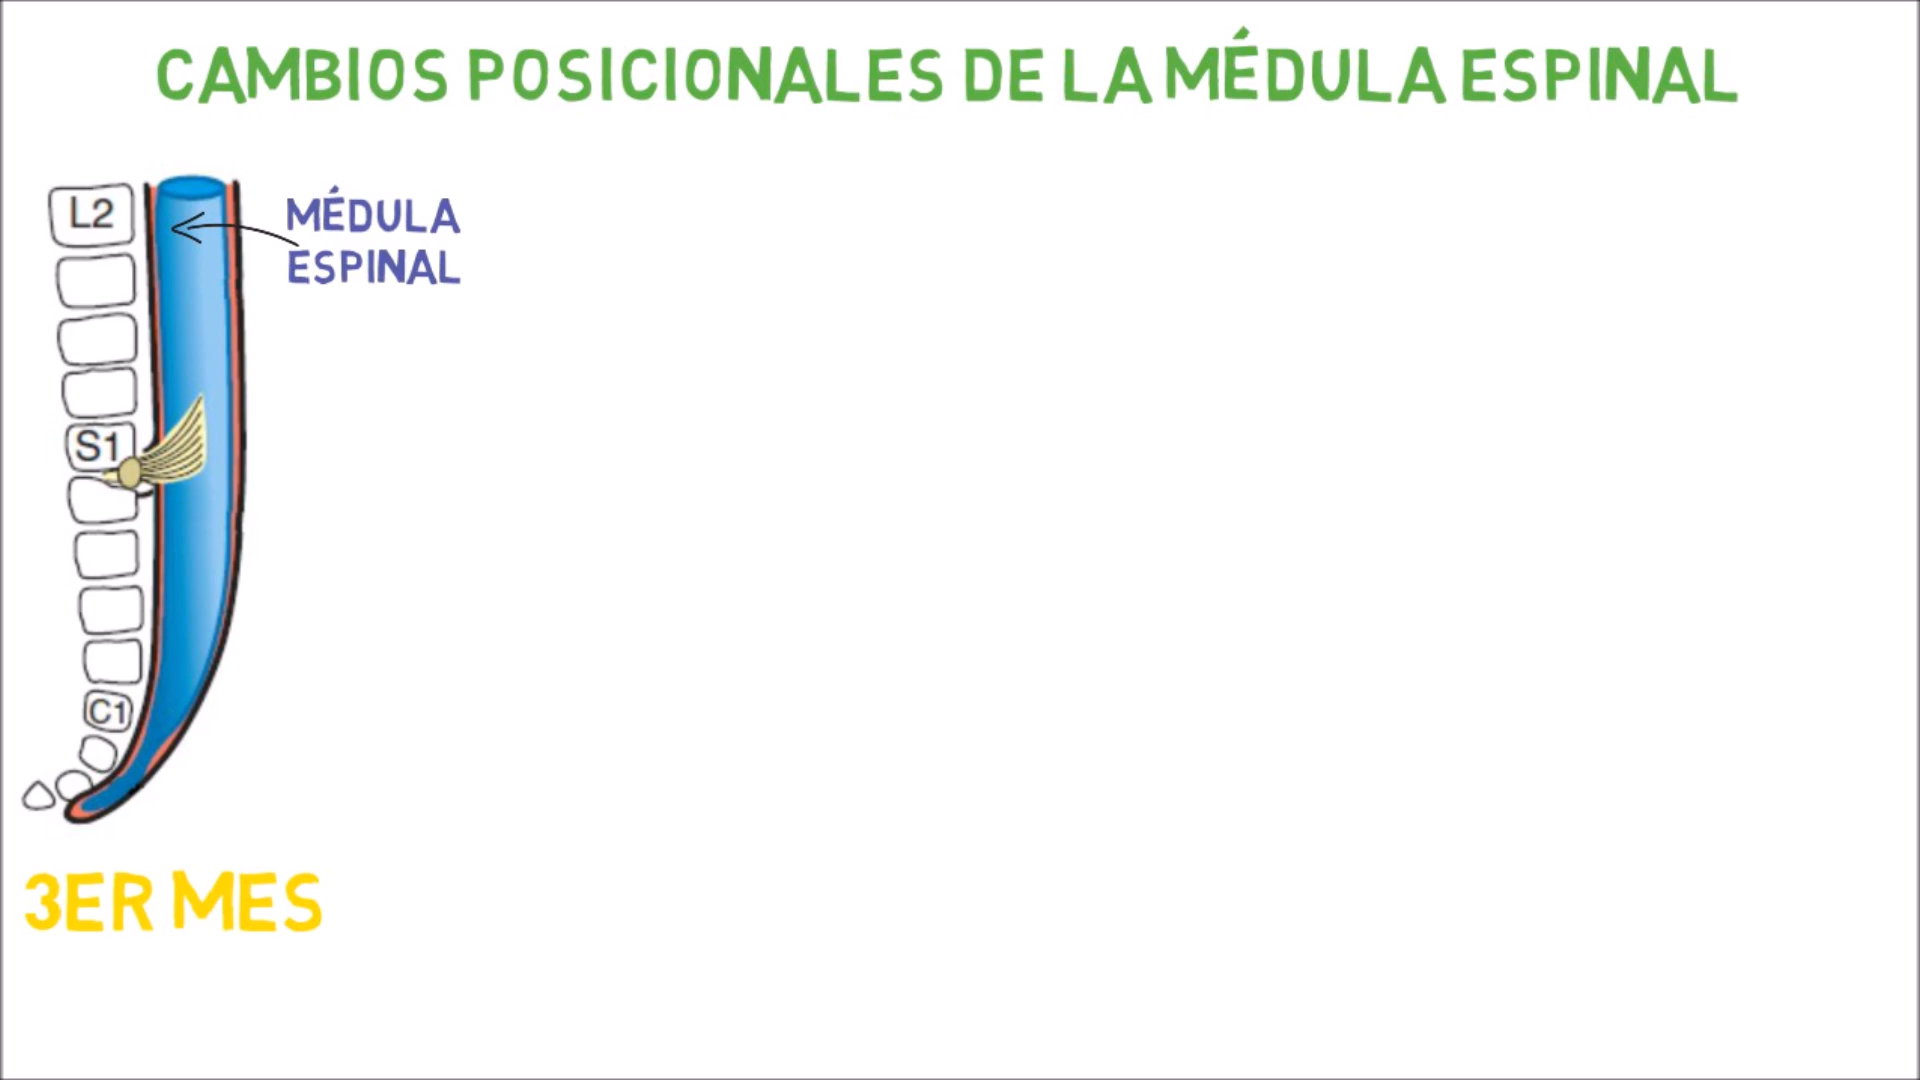 CAMBIOS POSICIONALES DE LA MÉDULA ESPINAL
L2
MÉDULA
ESPINAL
S1
C1
3ER MES